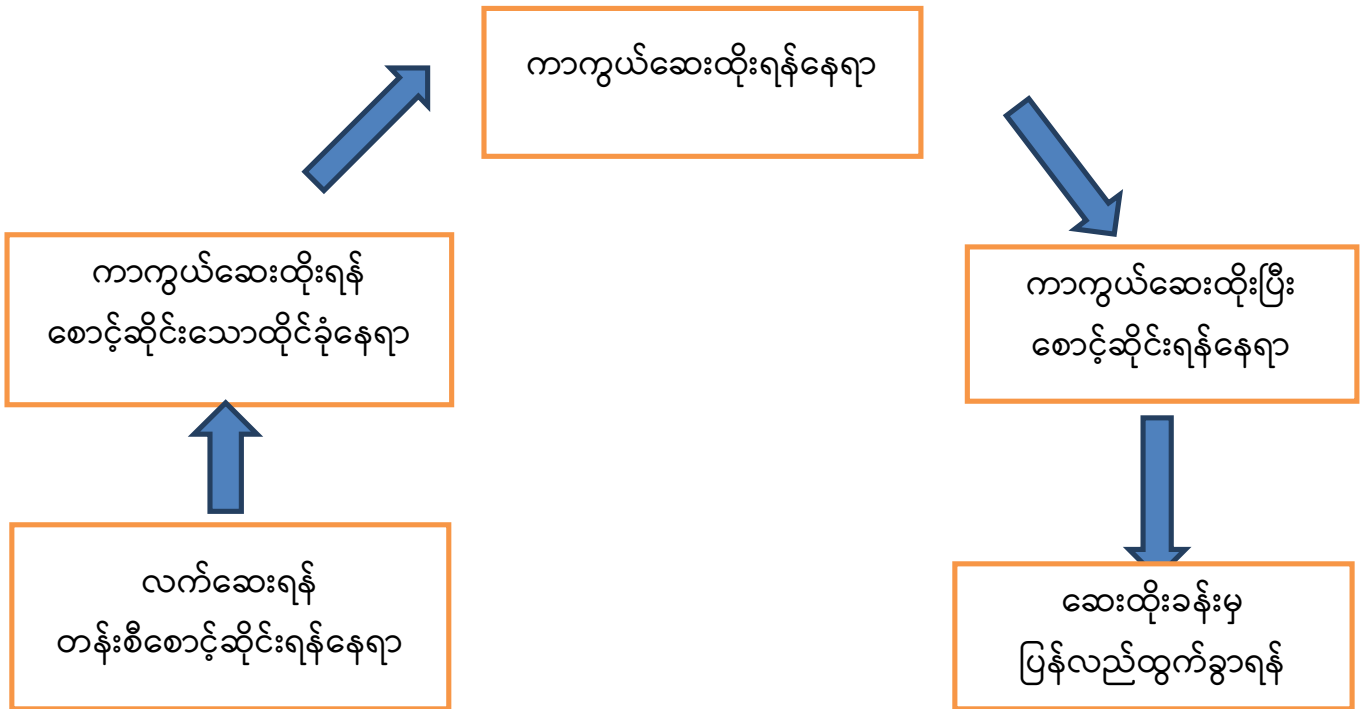 ကာကွယ်ဆေးထိုးရန်နေရာ
ကာကွယ်ဆေးထိုးရန်
စောင့်ဆိုင်းသောထိုင်ခုံနေရာ
ကာကွယ်ဆေးထိုးပြီး
စောင့်ဆိုင်းရန်နေရာ
လက်ဆေးရန်
တန်းစီစောင့်ဆိုင်းရန်နေရာ
ဆေးထိုးခန်းမှ
ပြန်လည်ထွက်ခွာရန်